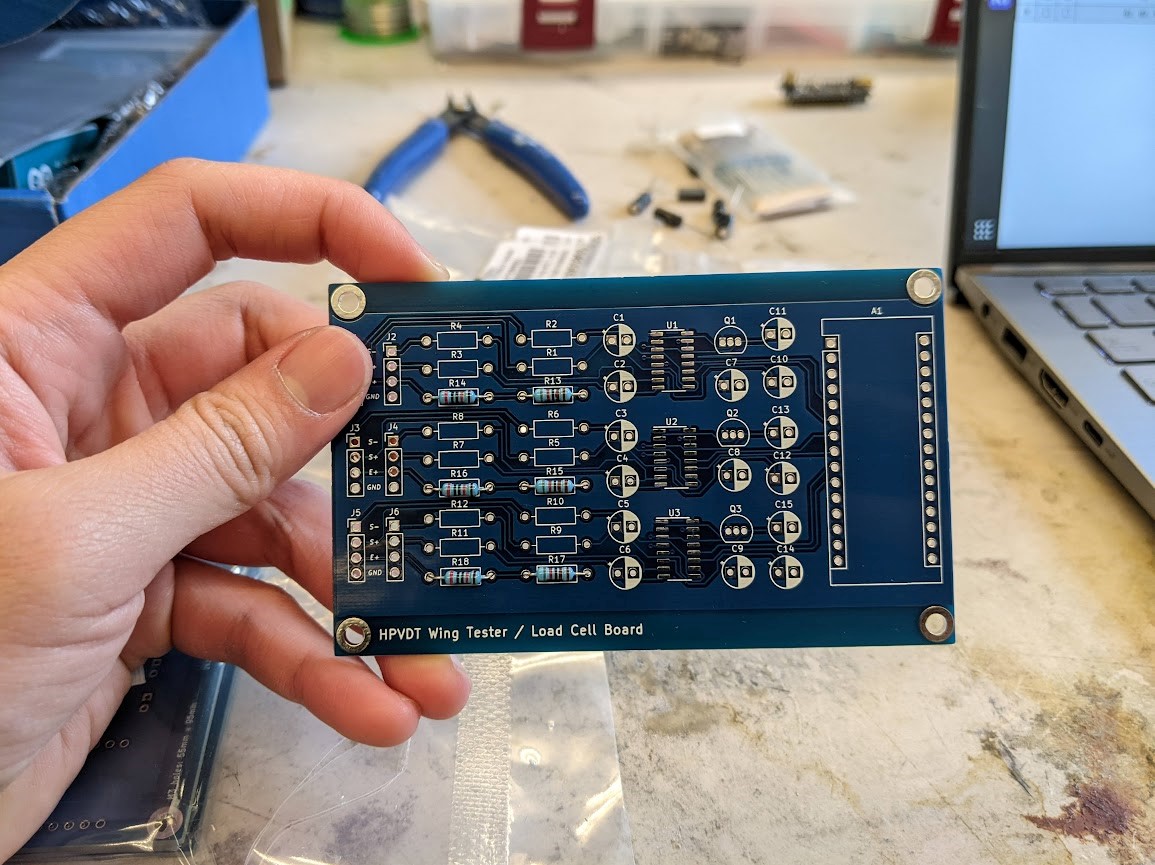 C11
Q1
A1
C1
U1
R4
R2
J2
R3
R1
C7
C10
C2
R14
R13
GND
C3
Q2
C13
R8
R6
U2
J3
J4
S-
R7
R5
S+
C4
C8
C12
E+
R16
R15
GND
R12
R10
C5
U3
Q3
C15
J5
J6
S-
R11
R9
S+
C6
C9
C14
E+
R18
R17
GND
HPVDT Wing Tester / Load Cell Board